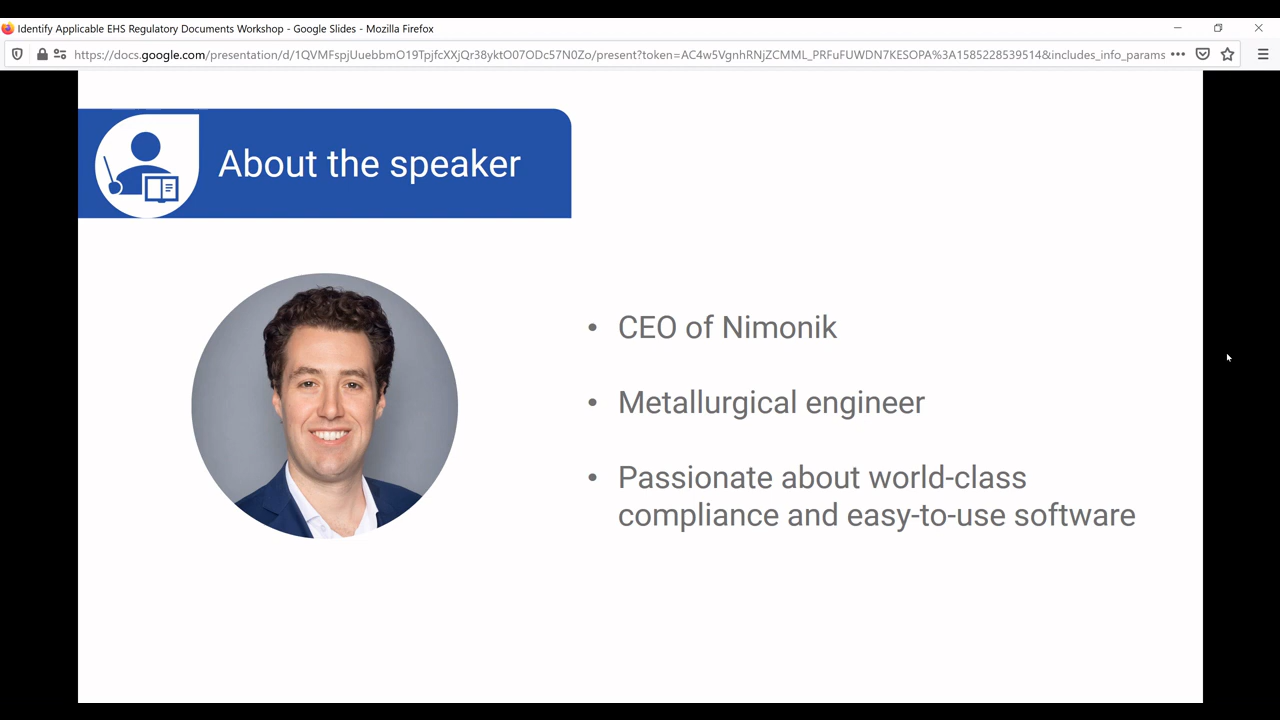 Identify Applicable EHS Regulatory Documents Workshop - Google Slides - Mozilla Firefox
https://docs.google.com/presentation/d/1QVMFspjUuebbmO19TpjfcXXjQr38yktO07ODc57N0Zo/present?token=AC4w5VgnhRNjZCMML_PRFuFUWDN7KESOPA%3A1585228539514&includes_info_params
About the speaker
• CEO of Nimonik
• Metallurgical engineer
• Passionate about world-class
compliance and easy-to-use software